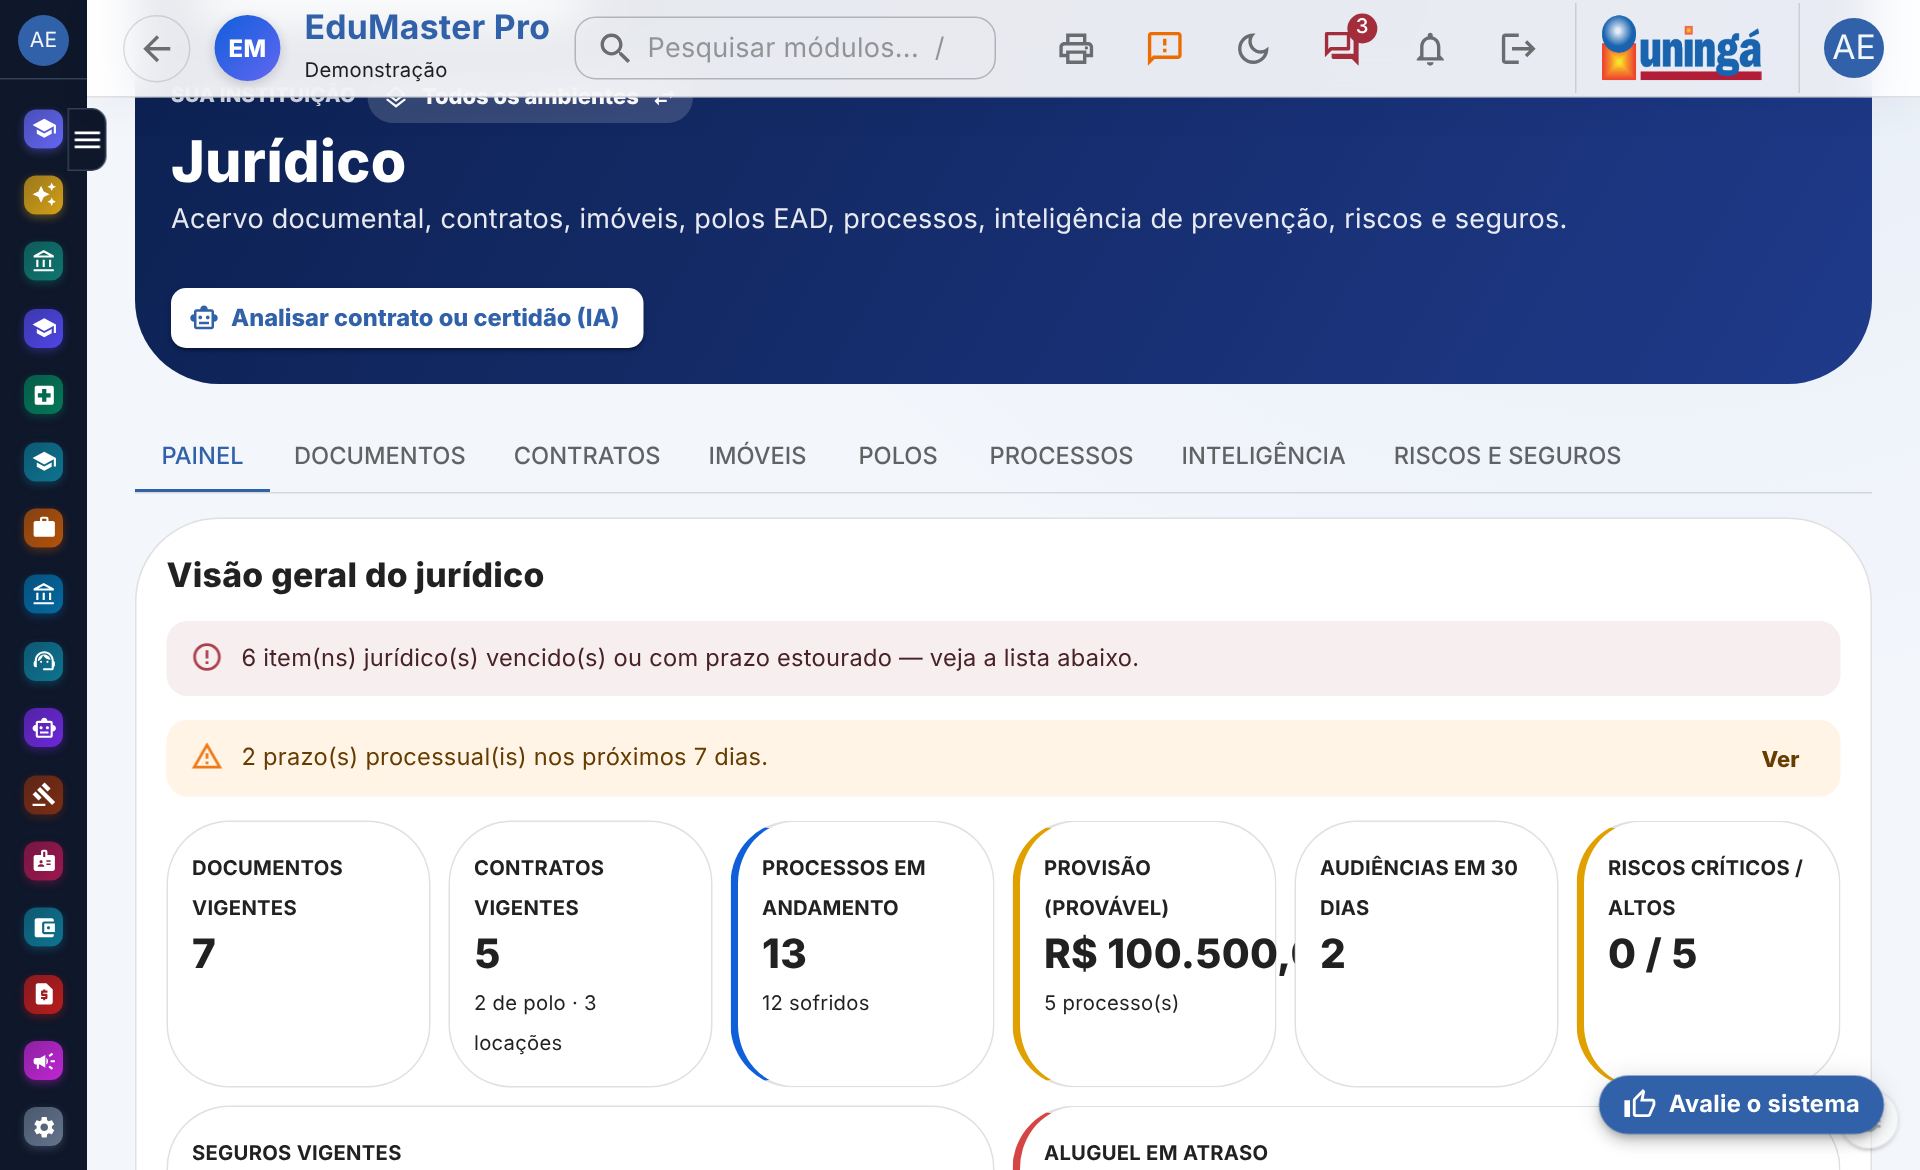 AE
EM
EduMaster Pro
Demonstração
Pesquisar módulos... /
3
uningá
AE
SUA INSTITUIÇÃO
Todos os ambientes
Jurídico
Acervo documental, contratos, imóveis, polos EAD, processos, inteligência de prevenção, riscos e seguros.
Analisar contrato ou certidão (IA)
PAINEL
DOCUMENTOS
CONTRATOS
IMÓVEIS
POLOS
PROCESSOS
INTELIGÊNCIA
RISCOS E SEGUROS
Visão geral do jurídico
6 item(ns) jurídico(s) vencido(s) ou com prazo estourado — veja a lista abaixo.
2 prazo(s) processual(is) nos próximos 7 dias.
Ver
DOCUMENTOS
VIGENTES
7
CONTRATOS
VIGENTES
5
2 de polo · 3
locações
PROCESSOS EM
ANDAMENTO
13
12 sofridos
PROVISÃO
(PROVÁVEL)
R$ 100.500,
5 processo(s)
AUDIÊNCIAS EM 30
DIAS
2
RISCOS CRÍTICOS /
ALTOS
0 / 5
SEGUROS VIGENTES
ALUGUEL EM ATRASO
Avalie o sistema